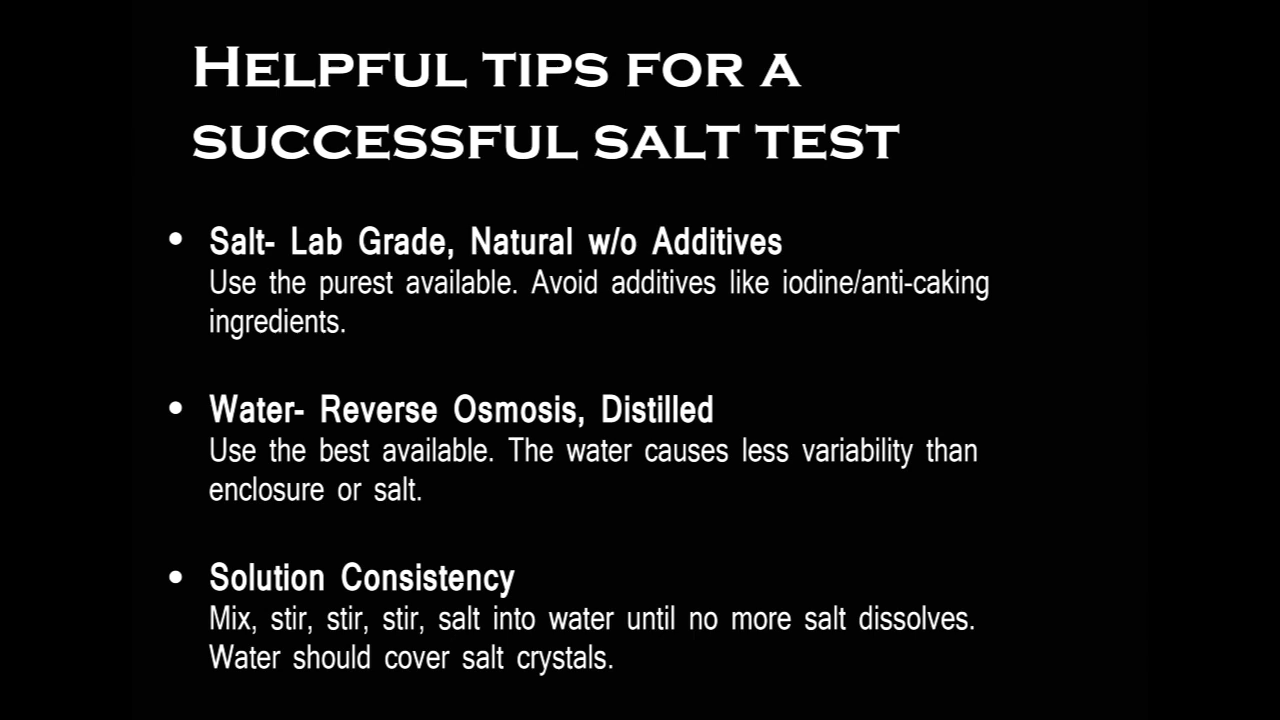 HELPFUL TIPS FOR A
SUCCESSFUL SALT TEST
• Salt- Lab Grade, Natural w/o Additives
Use the purest available. Avoid additives like iodine/anti-caking
ingredients.
• Water- Reverse Osmosis, Distilled
Use the best available. The water causes less variability than
enclosure or salt.
• Solution Consistency
Mix, stir, stir, stir, salt into water until no more salt dissolves.
Water should cover salt crystals.